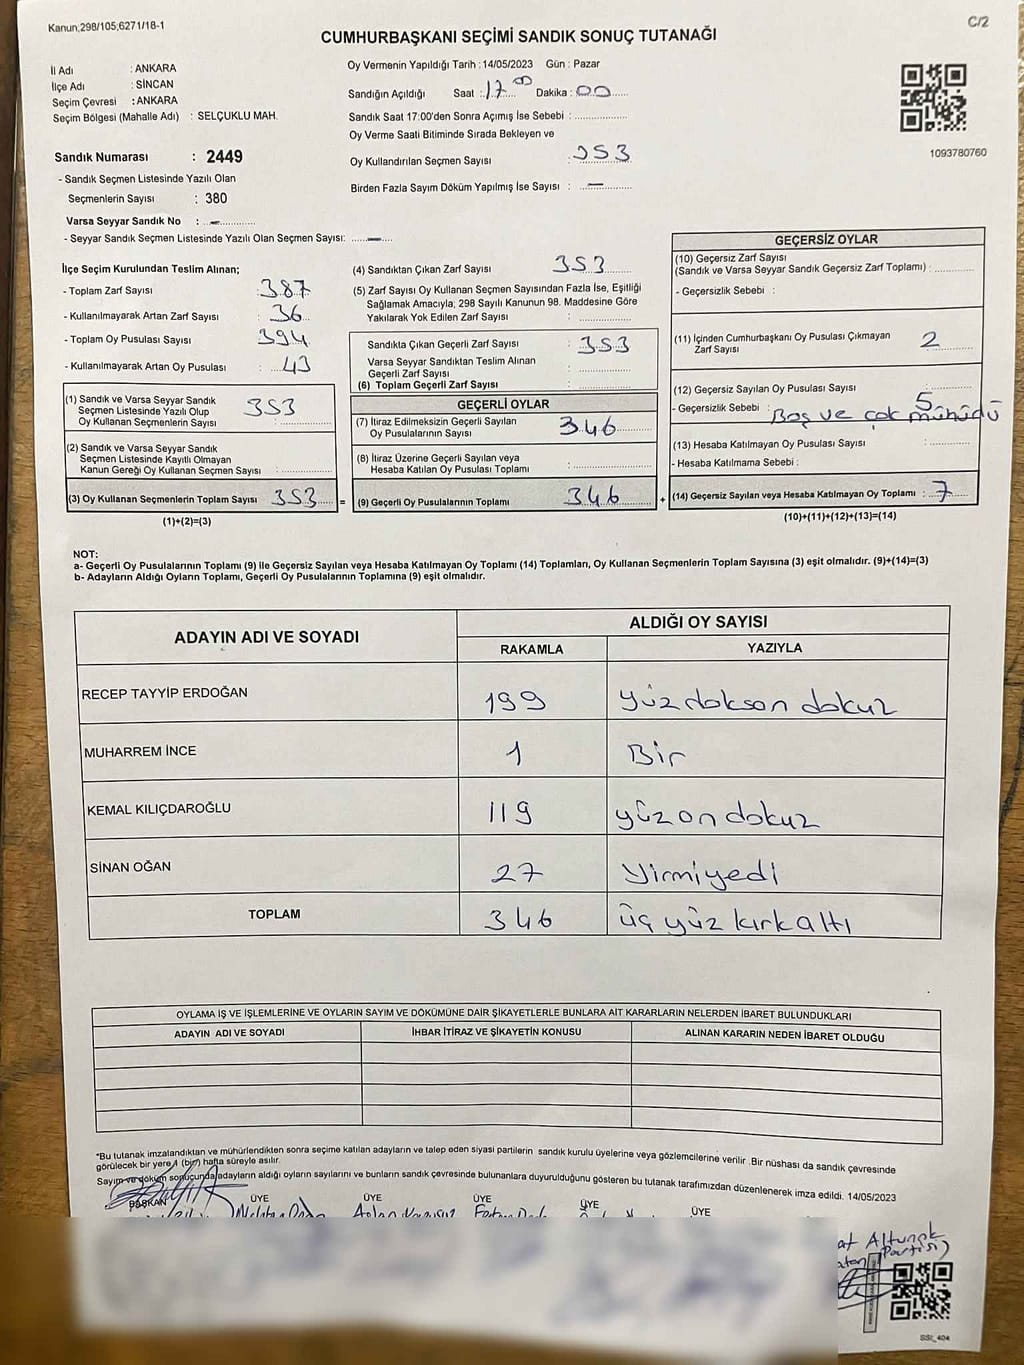 Kanun;298/105;6271/18-1
C/2
CUMHURBAŞKANI SEÇİMİ SANDIK SONUÇ TUTANAĞI
İl Adı : ANKARA
İlçe Adı : SİNCAN
Seçim Çevresi : ANKARA
Seçim Bölgesi (Mahalle Adı) : SELÇUKLU MAH.
Oy Vermenin Yapıldığı Tarih : 14/05/2023 Gün : Pazar
Sandığın Açıldığı Saat : 17.00 Dakika : 00
Sandık Saat 17:00'den Sonra Açımış İse Sebebi :
Oy Verme Saati Bitiminde Sırada Bekleyen ve
Oy Kullandırılan Seçmen Sayısı : 353
Birden Fazla Sayım Döküm Yapılmış İse Sayısı : —
1093780760
Sandık Numarası : 2449
- Sandık Seçmen Listesinde Yazılı Olan
Seçmenlerin Sayısı : 380
Varsa Seyyar Sandık No : —
- Seyyar Sandık Seçmen Listesinde Yazılı Olan Seçmen Sayısı: —
İlçe Seçim Kurulundan Teslim Alınan;
- Toplam Zarf Sayısı : 387
- Kullanılmayarak Artan Zarf Sayısı : 36
- Toplam Oy Pusulası Sayısı : 394
- Kullanılmayarak Artan Oy Pusulası : 43
(1) Sandık ve Varsa Seyyar Sandık
Seçmen Listesinde Yazılı Olup
Oy Kullanan Seçmenlerin Sayısı : 353
(2) Sandık ve Varsa Seyyar Sandık
Seçmen Listesinde Kayıtlı Olmayan
Kanun Gereği Oy Kullanan Seçmen Sayısı :
(3) Oy Kullanan Seçmenlerin Toplam Sayısı : 353 =
(1)+(2)=(3)
(4) Sandıktan Çıkan Zarf Sayısı : 353
(5) Zarf Sayısı Oy Kullanan Seçmen Sayısından Fazla İse, Eşitliği
Sağlamak Amacıyla, 298 Sayılı Kanunun 98. Maddesine Göre
Yakılarak Yok Edilen Zarf Sayısı :
Sandıkta Çıkan Geçerli Zarf Sayısı : 353
Varsa Seyyar Sandıktan Teslim Alınan
Geçerli Zarf Sayısı :
(6) Toplam Geçerli Zarf Sayısı :
GEÇERLİ OYLAR
(7) İtiraz Edilmeksizin Geçerli Sayılan
Oy Pusulalarının Sayısı : 346
(8) İtiraz Üzerine Geçerli Sayılan veya
Hesaba Katılan Oy Pusulası Toplamı :
(9) Geçerli Oy Pusulalarının Toplamı : 346 +
GEÇERSİZ OYLAR
(10) Geçersiz Zarf Sayısı
(Sandık ve Varsa Seyyar Sandık Geçersiz Zarf Toplamı) :
- Geçersizlik Sebebi :
(11) İçinden Cumhurbaşkanı Oy Pusulası Çıkmayan
Zarf Sayısı : 2
(12) Geçersiz Sayılan Oy Pusulası Sayısı : 5
- Geçersizlik Sebebi : Boş ve çok mühüdü
(13) Hesaba Katılmayan Oy Pusulası Sayısı :
- Hesaba Katılmama Sebebi :
(14) Geçersiz Sayılan veya Hesaba Katılmayan Oy Toplamı : 7
(10)+(11)+(12)+(13)=(14)
NOT:
a- Geçerli Oy Pusulalarının Toplamı (9) ile Geçersiz Sayılan veya Hesaba Katılmayan Oy Toplamı (14) Toplamları, Oy Kullanan Seçmenlerin Toplam Sayısına (3) eşit olmalıdır. (9)+(14)=(3)
b- Adayların Aldığı Oyların Toplamı, Geçerli Oy Pusulalarının Toplamına (9) eşit olmalıdır.
ADAYIN ADI VE SOYADI ALDIĞI OY SAYISI
RAKAMLA YAZIYLA
RECEP TAYYİP ERDOĞAN 199 yüz doksan dokuz
MUHARREM İNCE 1 Bir
KEMAL KILIÇDAROĞLU 119 yüz on dokuz
SİNAN OĞAN 27 Yirmiyedi
TOPLAM 346 üç yüz kırk altı
OYLAMA İŞ VE İŞLEMLERİNE VE OYLARIN SAYIM VE DÖKÜMÜNE DAİR ŞİKAYETLERLE BUNLARA AİT KARARLARIN NELERDEN İBARET BULUNDUKLARI
ADAYIN ADI VE SOYADI İHBAR İTİRAZ VE ŞİKAYETİN KONUSU ALINAN KARARIN NEDEN İBARET OLDUĞU
*Bu tutanak imzalandıktan ve mühürlendikten sonra seçime katılan adayların ve talep eden siyasi partilerin sandık kurulu üyelerine veya gözlemcilerine verilir .Bir nüshası da sandık çevresinde
görülecek bir yere 1 (bir) hafta süreyle asılır.
Sayım ve döküm sonuçunda adayların aldığı oyların sayılarını ve bunların sandık çevresinde bulunanlara duyurulduğunu gösteren bu tutanak tarafımızdan düzenlenerek imza edildi. 14/05/2023
BAŞKAN ÜYE ÜYE ÜYE ÜYE ÜYE
at Altunok
Partisi)
SSI_404